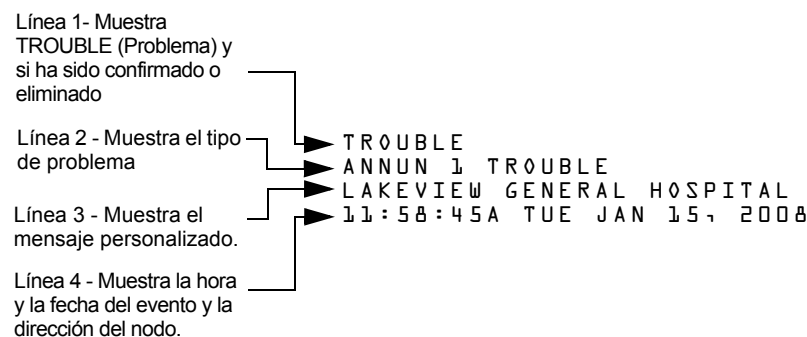 Línea 1- Muestra
TROUBLE (Problema) y
si ha sido confirmado o
eliminado
Línea 2 - Muestra el tipo
de problema
Línea 3 - Muestra el
mensaje personalizado.
Línea 4 - Muestra la hora
y la fecha del evento y la
dirección del nodo.
TROUBLE
ANNUN 1 TROUBLE
LAKEVIEW GENERAL HOSPITAL
11:58:45A TUE JAN 15, 2008